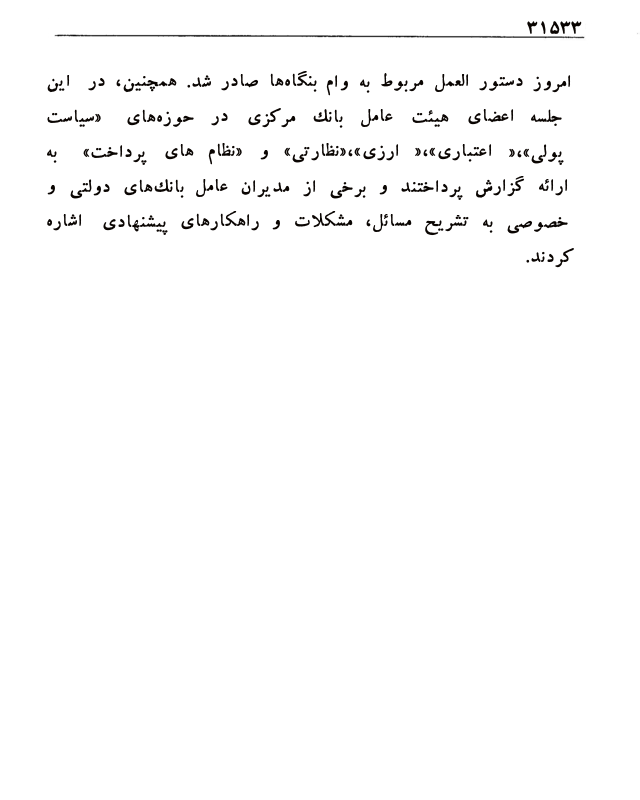 ۳۱۵۳۳
امروز دستور العمل مربوط به وام بنگاه‌ها صادر شد. همچنین، در این
جلسه اعضای هیئت عامل بانك مرکزی در حوزه‌های «سیاست
پولی»،« اعتباری»،« ارزی»،«نظارتی» و «نظام های پرداخت» به
ارائه گزارش پرداختند و برخی از مدیران عامل بانك‌های دولتی و
خصوصی به تشریح مسائل، مشکلات و راهکارهای پیشنهادی اشاره
کردند.